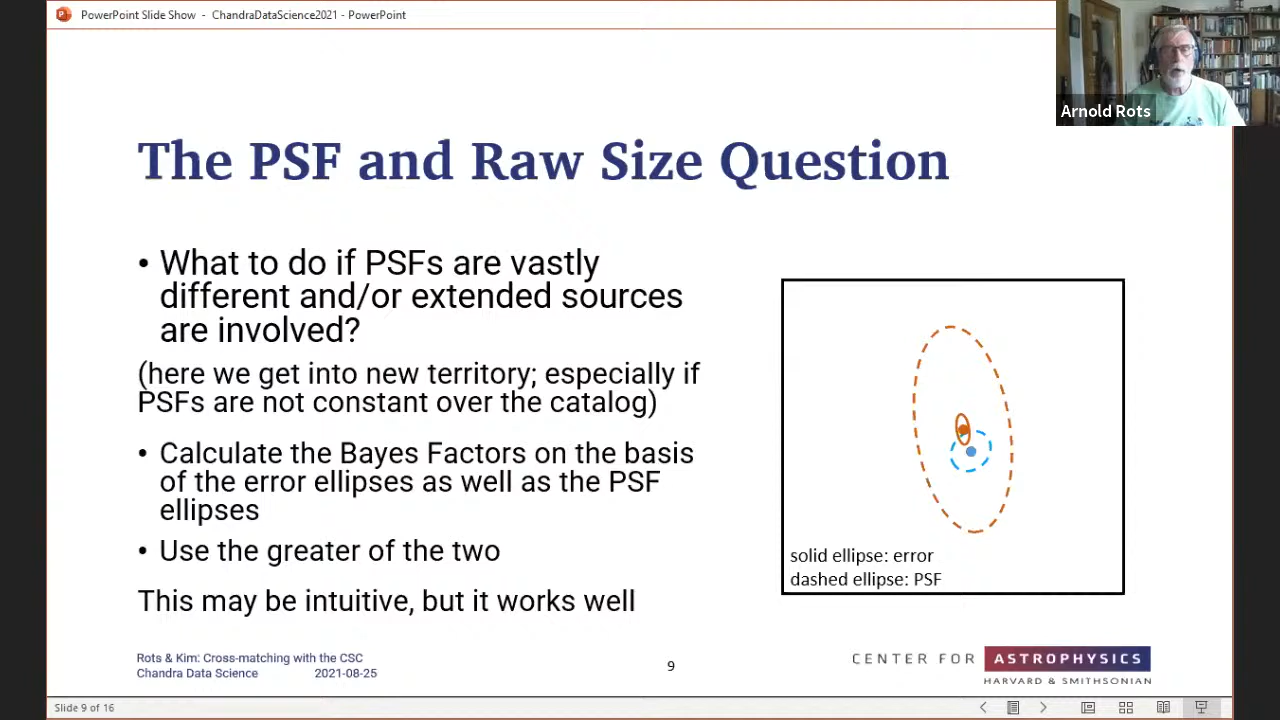 PowerPoint Slide Show - ChandraDataScience2021 - PowerPoint
Arnold Rots
The PSF and Raw Size Question
• What to do if PSFs are vastly
different and/or extended sources
are involved?
(here we get into new territory; especially if
PSFs are not constant over the catalog)
• Calculate the Bayes Factors on the basis
of the error ellipses as well as the PSF
ellipses
• Use the greater of the two
This may be intuitive, but it works well
solid ellipse: error
dashed ellipse: PSF
Rots & Kim: Cross-matching with the CSC
Chandra Data Science 2021-08-25
9
CENTER FOR ASTROPHYSICS
HARVARD & SMITHSONIAN
Slide 9 of 16